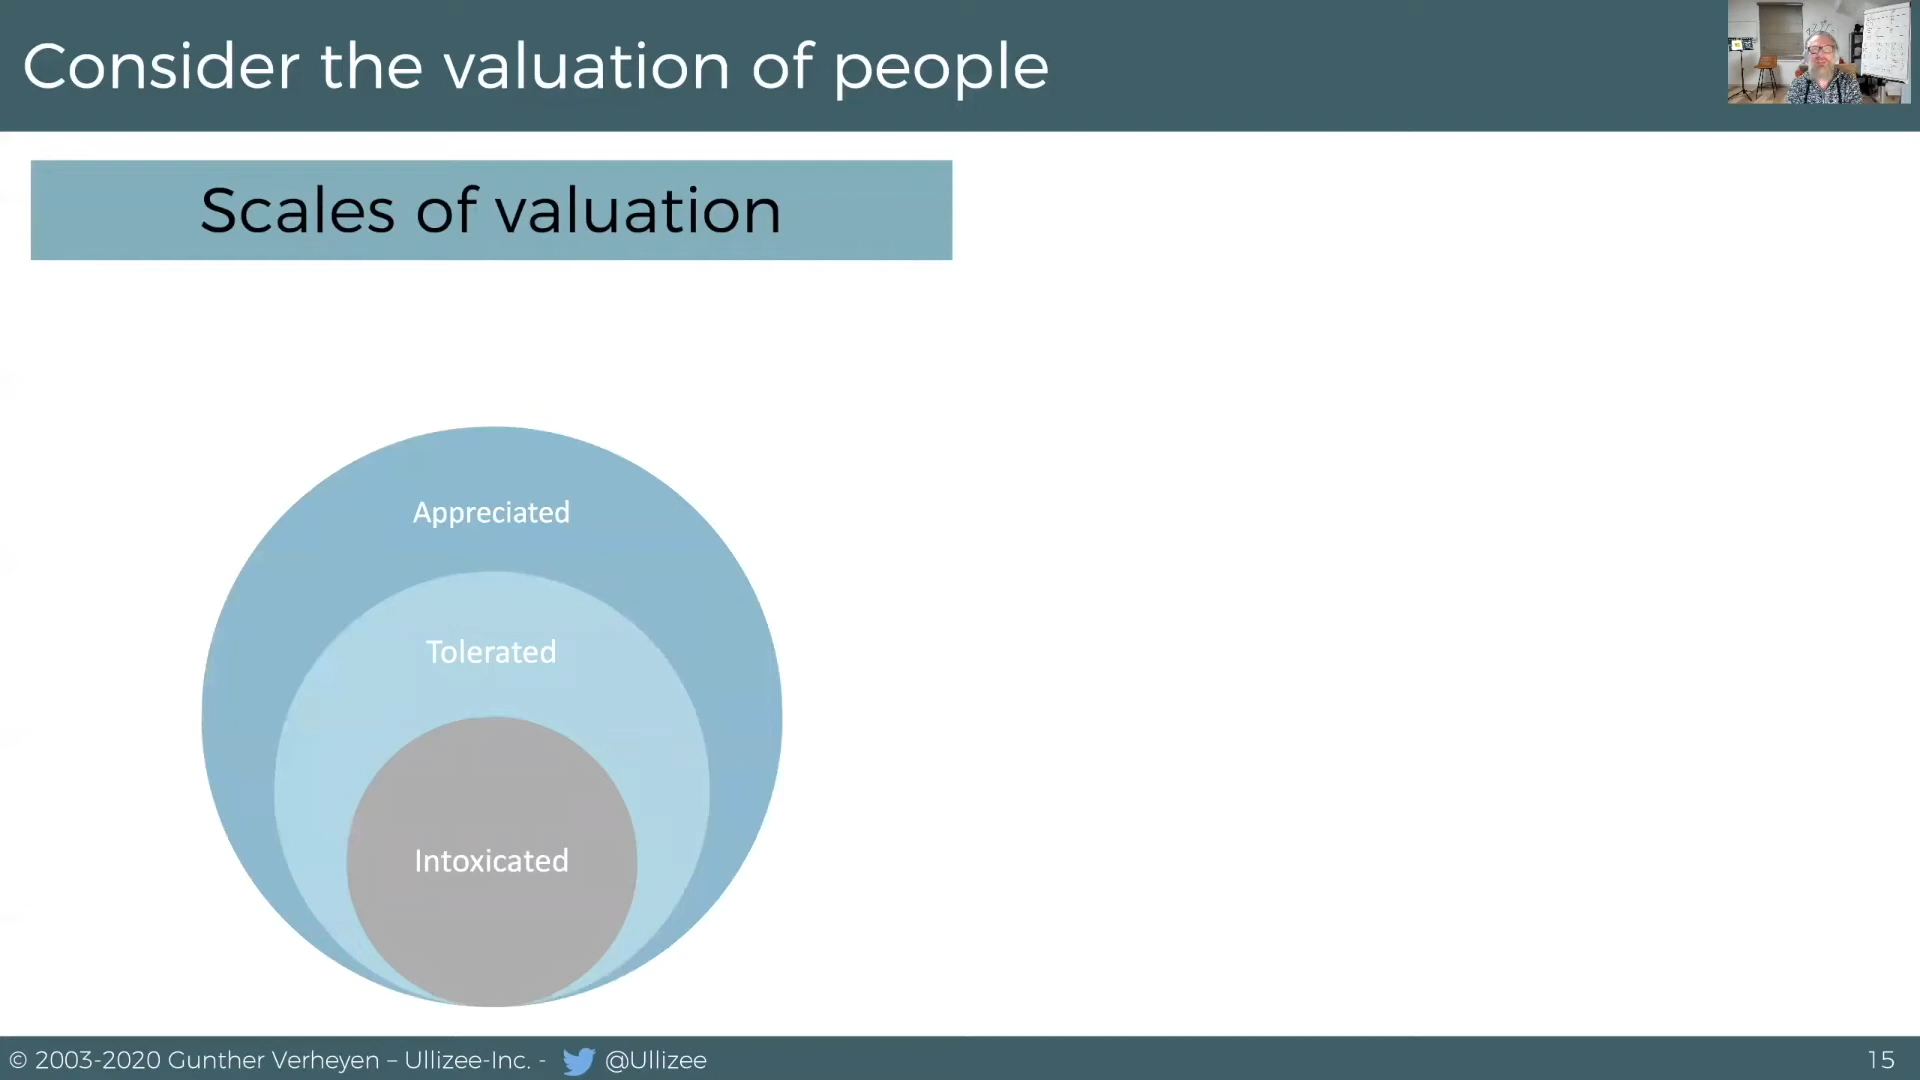 Consider the valuation of people
Scales of valuation
Appreciated
Tolerated
Intoxicated
© 2003-2020 Gunther Verheyen – Ullizee-Inc. - @Ullizee
15